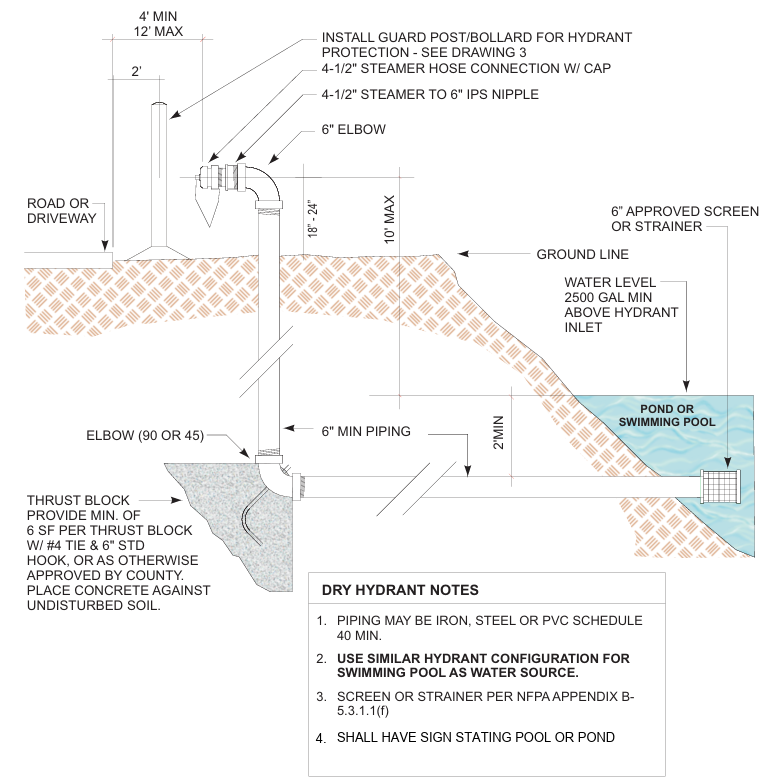 4' MIN
12' MAX
2'
INSTALL GUARD POST/BOLLARD FOR HYDRANT
PROTECTION - SEE DRAWING 3
4-1/2" STEAMER HOSE CONNECTION W/ CAP
4-1/2" STEAMER TO 6" IPS NIPPLE
6" ELBOW
ROAD OR
DRIVEWAY
18" - 24"
10' MAX
6" APPROVED SCREEN
OR STRAINER
GROUND LINE
WATER LEVEL
2500 GAL MIN
ABOVE HYDRANT
INLET
POND OR
SWIMMING POOL
ELBOW (90 OR 45)
6" MIN PIPING
2'MIN
THRUST BLOCK
PROVIDE MIN. OF
6 SF PER THRUST BLOCK
W/ #4 TIE & 6" STD
HOOK, OR AS OTHERWISE
APPROVED BY COUNTY.
PLACE CONCRETE AGAINST
UNDISTURBED SOIL.
DRY HYDRANT NOTES
1. PIPING MAY BE IRON, STEEL OR PVC SCHEDULE
40 MIN.
2. USE SIMILAR HYDRANT CONFIGURATION FOR
SWIMMING POOL AS WATER SOURCE.
3. SCREEN OR STRAINER PER NFPA APPENDIX B-
5.3.1.1(f)
4. SHALL HAVE SIGN STATING POOL OR POND